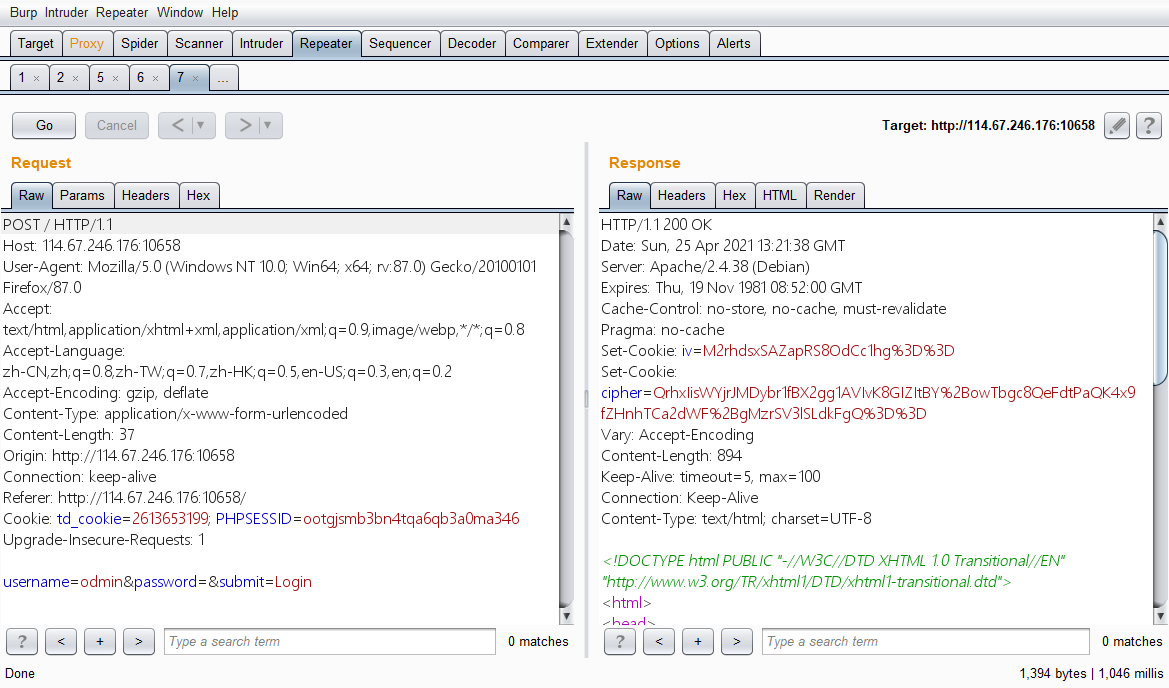 Burp Intruder Repeater Window Help
Target Proxy Spider Scanner Intruder Repeater Sequencer Decoder Comparer Extender Options Alerts
1 × 2 × 5 × 6 × 7 × ...
Go Cancel < ▼ > ▼ Target: http://114.67.246.176:10658 ?
Request
Raw Params Headers Hex
POST / HTTP/1.1
Host: 114.67.246.176:10658
User-Agent: Mozilla/5.0 (Windows NT 10.0; Win64; x64; rv:87.0) Gecko/20100101
Firefox/87.0
Accept:
text/html,application/xhtml+xml,application/xml;q=0.9,image/webp,*/*;q=0.8
Accept-Language:
zh-CN,zh;q=0.8,zh-TW;q=0.7,zh-HK;q=0.5,en-US;q=0.3,en;q=0.2
Accept-Encoding: gzip, deflate
Content-Type: application/x-www-form-urlencoded
Content-Length: 37
Origin: http://114.67.246.176:10658
Connection: keep-alive
Referer: http://114.67.246.176:10658/
Cookie: td_cookie=2613653199; PHPSESSID=ootgjsmb3bn4tqa6qb3a0ma346
Upgrade-Insecure-Requests: 1
username=odmin&password=&submit=Login
? < + > Type a search term 0 matches
Response
Raw Headers Hex HTML Render
HTTP/1.1 200 OK
Date: Sun, 25 Apr 2021 13:21:38 GMT
Server: Apache/2.4.38 (Debian)
Expires: Thu, 19 Nov 1981 08:52:00 GMT
Cache-Control: no-store, no-cache, must-revalidate
Pragma: no-cache
Set-Cookie: iv=M2rhdsxSAZapRS8OdCc1hg%3D%3D
Set-Cookie:
cipher=QrhxIisWYjrJMDybr1fBX2gg1AVIvK8GIZItBY%2BowTbgc8QeFdtPaQK4x9
fZHnhTCa2dWF%2BgMzrSV3lSLdkFgQ%3D%3D
Vary: Accept-Encoding
Content-Length: 894
Keep-Alive: timeout=5, max=100
Connection: Keep-Alive
Content-Type: text/html; charset=UTF-8
<!DOCTYPE html PUBLIC "-//W3C//DTD XHTML 1.0 Transitional//EN"
"http://www.w3.org/TR/xhtml1/DTD/xhtml1-transitional.dtd">
<html>
<head>
? < + > Type a search term 0 matches
Done 1,394 bytes | 1,046 millis